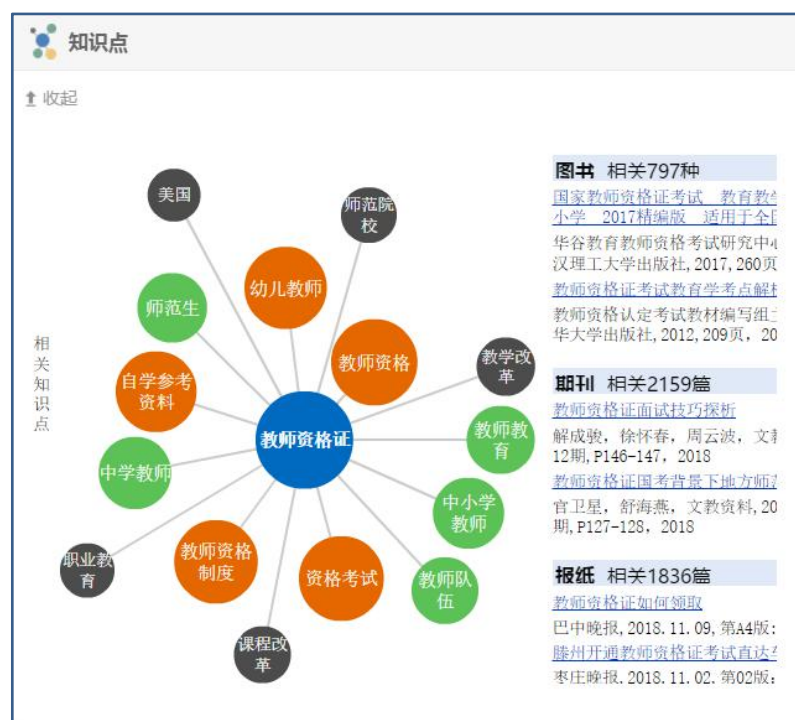 知识点
收起
相关知识点
美国
师范院
校
幼儿教师
师范生
教师资格
教学改
革
自学参考
资料
教师资格证
教师教
育
中学教师
中小学
教师
职业教
育
教师资格
制度
资格考试
教师队
伍
课程改
革
图书 相关797种
国家教师资格证考试 教育教学
小学 2017精编版 适用于全国
华谷教育教师资格考试研究中心
汉理工大学出版社,2017,260页
教师资格证考试教育学考点解析
教师资格认定考试教材编写组
华大学出版社,2012,209页,20
期刊 相关2159篇
教师资格证面试技巧探析
解成骏,徐怀春,周云波,文教
12期,P146-147,2018
教师资格证国考背景下地方师范
官卫星,舒海燕,文教资料,20
期,P127-128,2018
报纸 相关1836篇
教师资格证如何领取
巴中晚报,2018.11.09,第A4版:
滕州开通教师资格证考试直达车
枣庄晚报.2018.11.02.第02版: